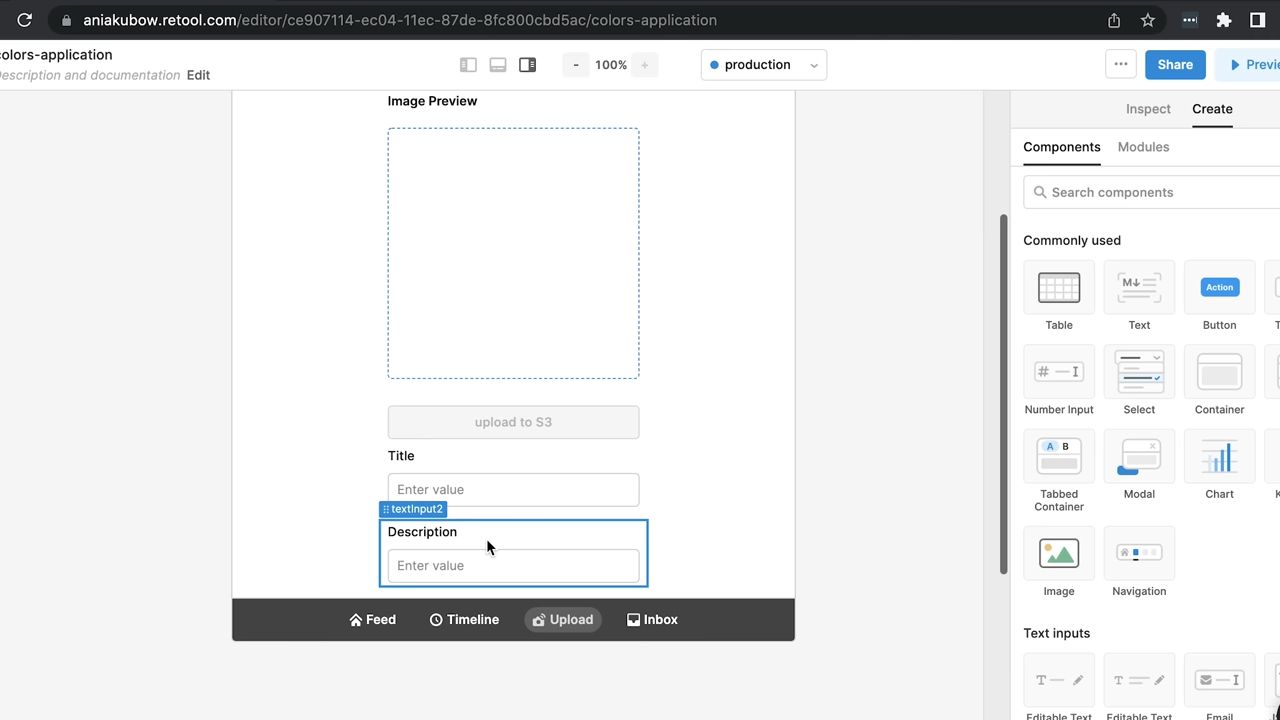 aniakubow.retool.com/editor/ce907114-ec04-11ec-87de-8fc800cbd5ac/colors-application
colors-application
Description and documentation Edit
- 100% +
production
Share
Previe
Image Preview
upload to S3
Title
Enter value
textInput2
Description
Enter value
Feed Timeline Upload Inbox
Inspect Create
Components Modules
Search components
Commonly used
M↓
Action
Table Text Button T
# I
Number Input Select Container
A B
Tabbed Container Modal Chart K
Image Navigation
Text inputs
T T I
Editable Text Editable Text Email